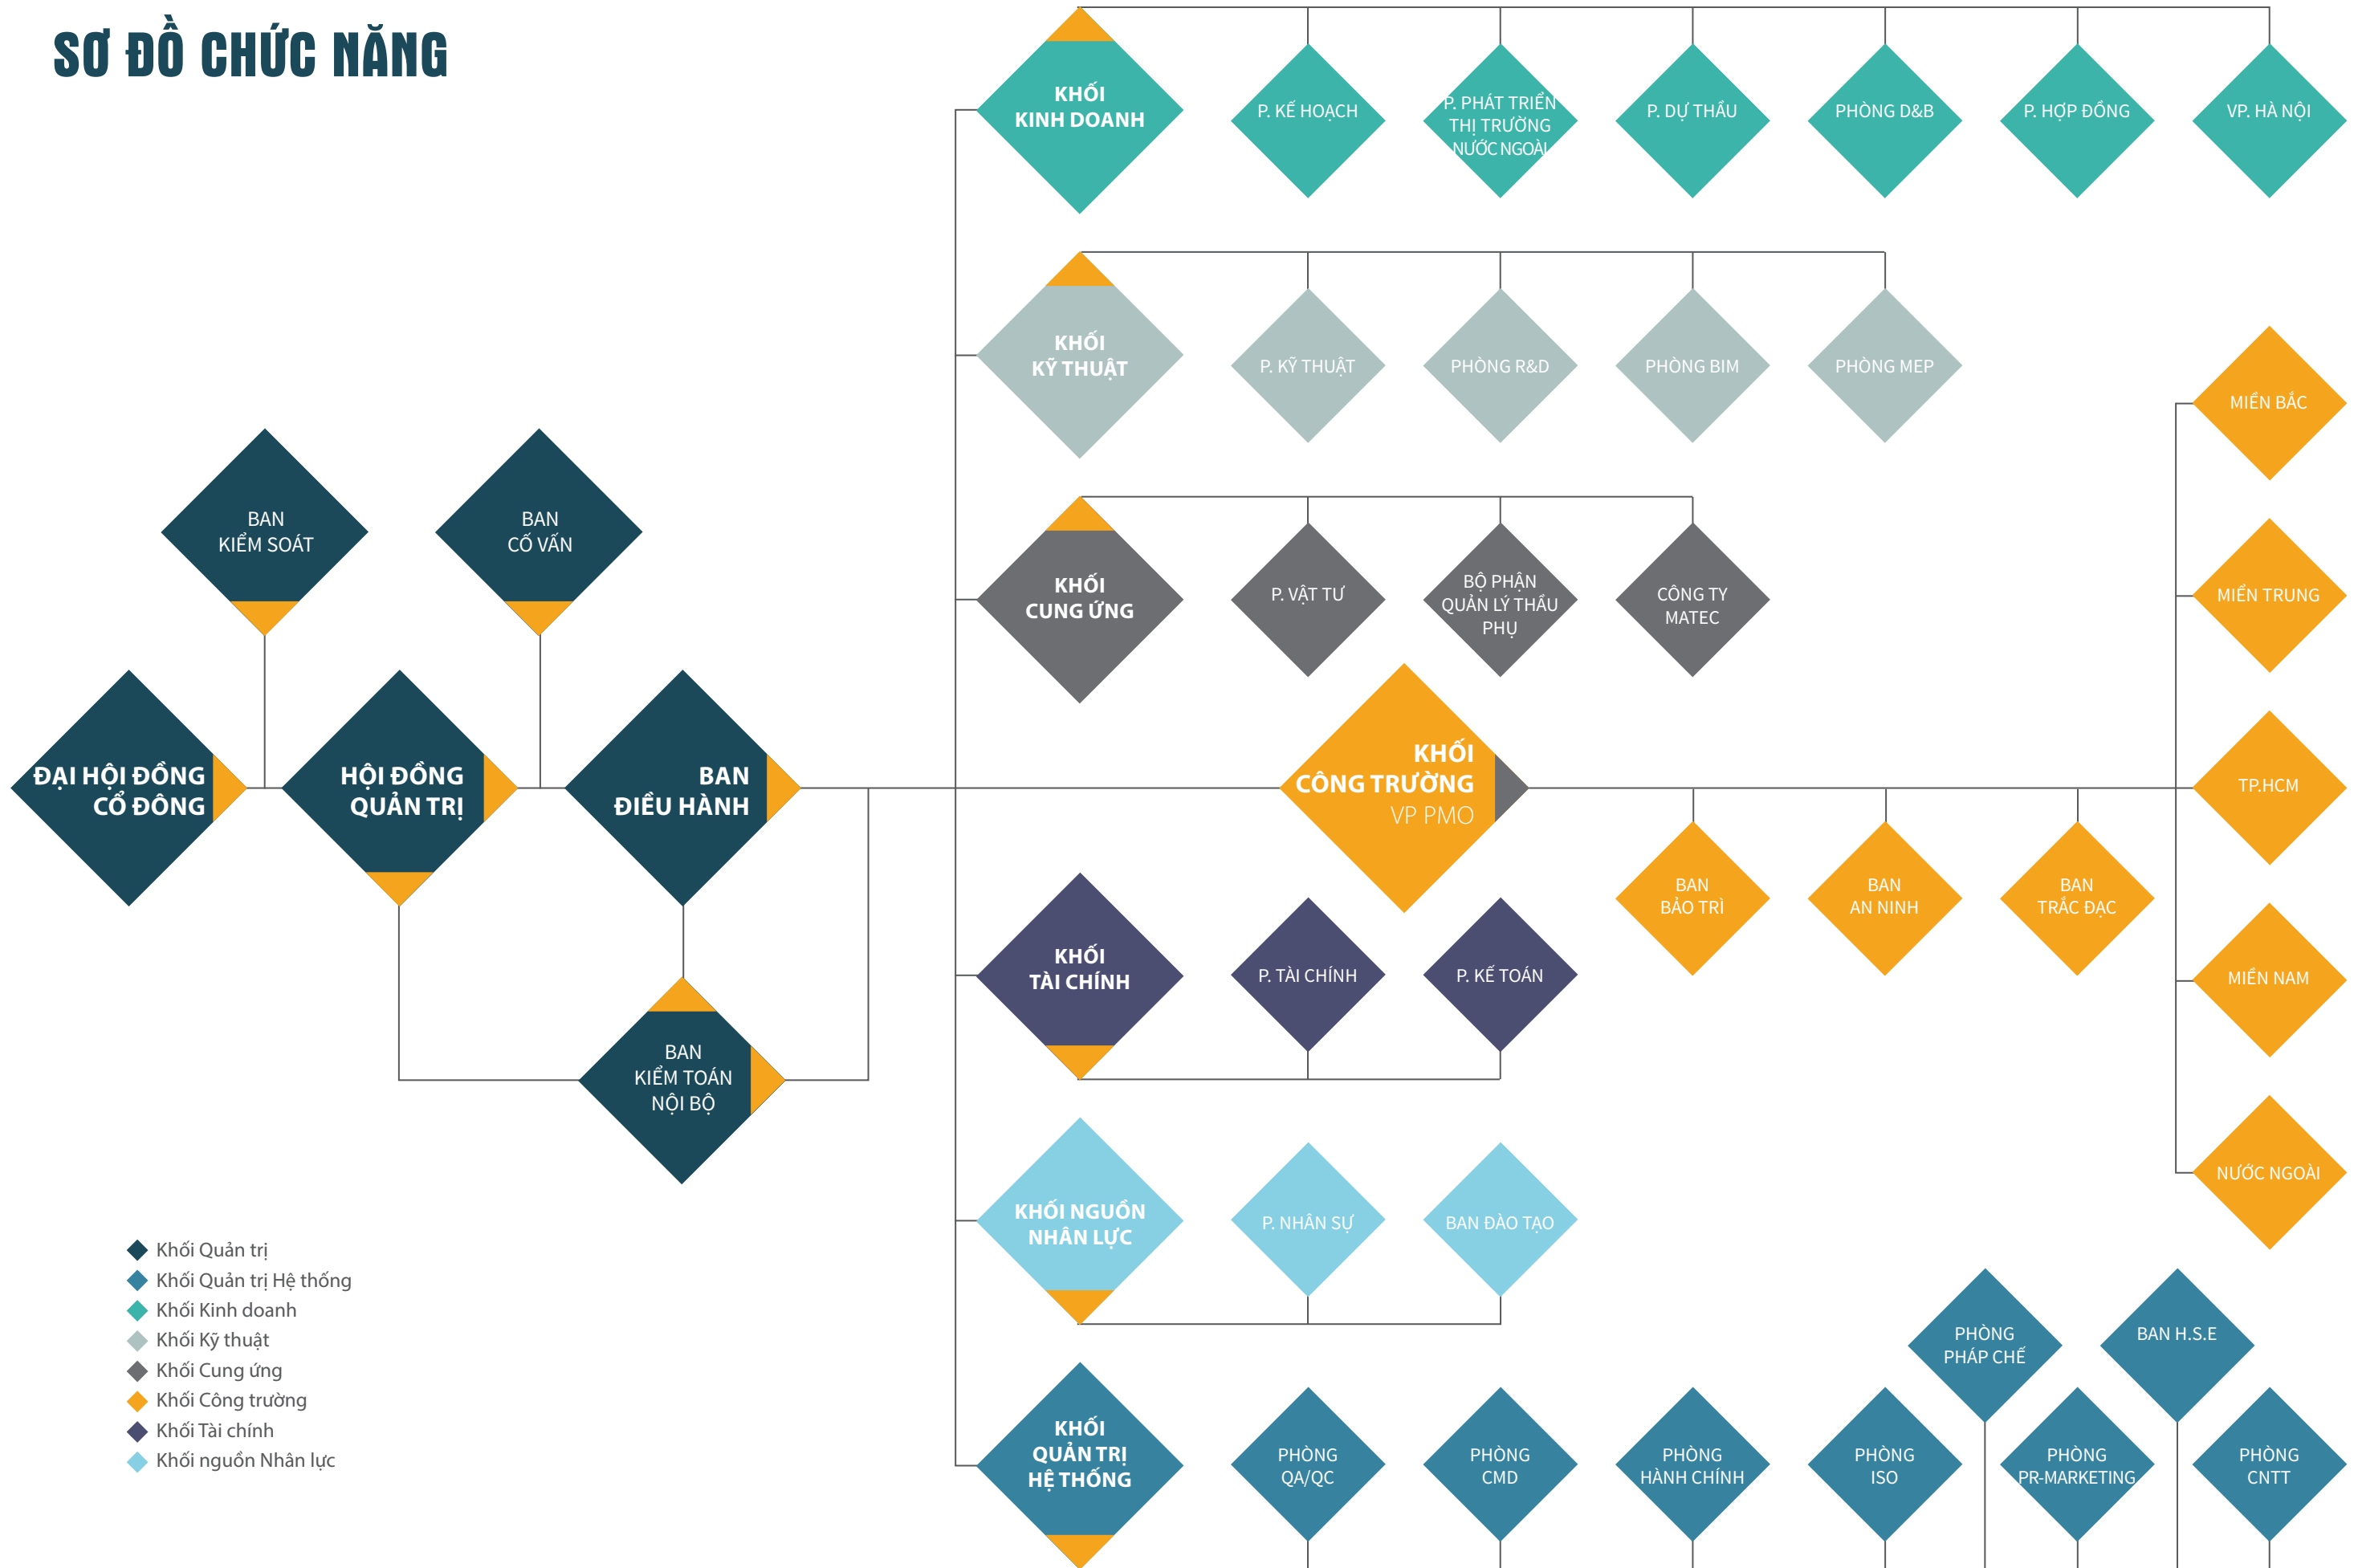 SƠ ĐỒ CHỨC NĂNG
KHỐI
KINH DOANH
P. KẾ HOẠCH
P. PHÁT TRIỂN
THỊ TRƯỜNG
NƯỚC NGOÀI
P. DỰ THẦU
PHÒNG D&B
P. HỢP ĐỒNG
VP. HÀ NỘI
KHỐI
KỸ THUẬT
P. KỸ THUẬT
PHÒNG R&D
PHÒNG BIM
PHÒNG MEP
MIỀN BẮC
BAN
KIỂM SOÁT
BAN
CỐ VẤN
KHỐI
CUNG ỨNG
P. VẬT TƯ
BỘ PHẬN
QUẢN LÝ THẦU
PHỤ
CÔNG TY
MATEC
MIỀN TRUNG
ĐẠI HỘI ĐỒNG
CỔ ĐÔNG
HỘI ĐỒNG
QUẢN TRỊ
BAN
ĐIỀU HÀNH
KHỐI
CÔNG TRƯỜNG
VP PMO
TP.HCM
BAN
BẢO TRÌ
BAN
AN NINH
BAN
TRẮC ĐẠC
KHỐI
TÀI CHÍNH
P. TÀI CHÍNH
P. KẾ TOÁN
MIỀN NAM
BAN
KIỂM TOÁN
NỘI BỘ
KHỐI NGUỒN
NHÂN LỰC
P. NHÂN SỰ
BAN ĐÀO TẠO
NƯỚC NGOÀI
Khối Quản trị
Khối Quản trị Hệ thống
Khối Kinh doanh
Khối Kỹ thuật
Khối Cung ứng
Khối Công trường
Khối Tài chính
Khối nguồn Nhân lực
PHÒNG
PHÁP CHẾ
BAN H.S.E
KHỐI
QUẢN TRỊ
HỆ THỐNG
PHÒNG
QA/QC
PHÒNG
CMD
PHÒNG
HÀNH CHÍNH
PHÒNG
ISO
PHÒNG
PR-MARKETING
PHÒNG
CNTT